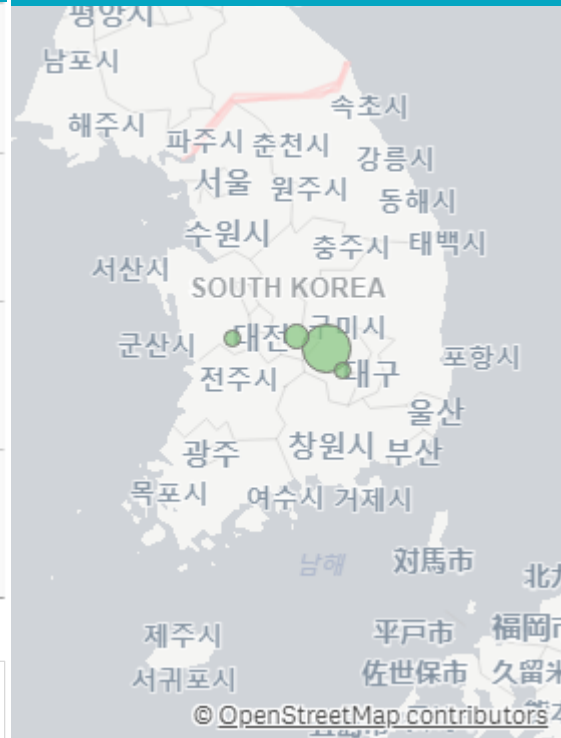 평양시
남포시
속초시
해주시
파주시 춘천시
강릉시
서울 원주시
동해시
수원시
충주시 태백시
서산시
SOUTH KOREA
구미시
군산시 대전
포항시
전주시 대구
울산
광주 창원시 부산
목포시 여수시 거제시
남해
対馬市
제주시
平戸市 福岡市
서귀포시 佐世保市 久留米
© OpenStreetMap contributors